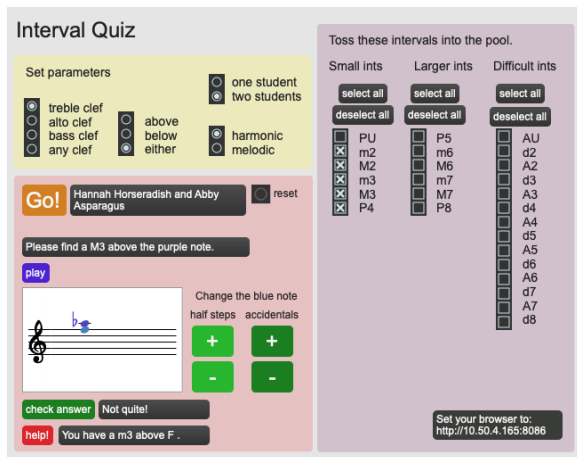 Interval Quiz
Set parameters
treble clef
alto clef
bass clef
any clef
above
below
either
one student
two students
harmonic
melodic
Go!
Hannah Horseradish and Abby
Asparagus
reset
Please find a M3 above the purple note.
play
Change the blue note
half steps accidentals
+ +
- -
check answer Not quite!
help! You have a m3 above F .
Toss these intervals into the pool.
Small ints Larger ints Difficult ints
select all select all select all
deselect all deselect all deselect all
PU P5 AU
m2 m6 d2
M2 M6 A2
m3 m7 d3
M3 M7 A3
P4 P8 d4
A4
d5
A5
d6
A6
d7
A7
d8
Set your browser to:
http://10.50.4.165:8086